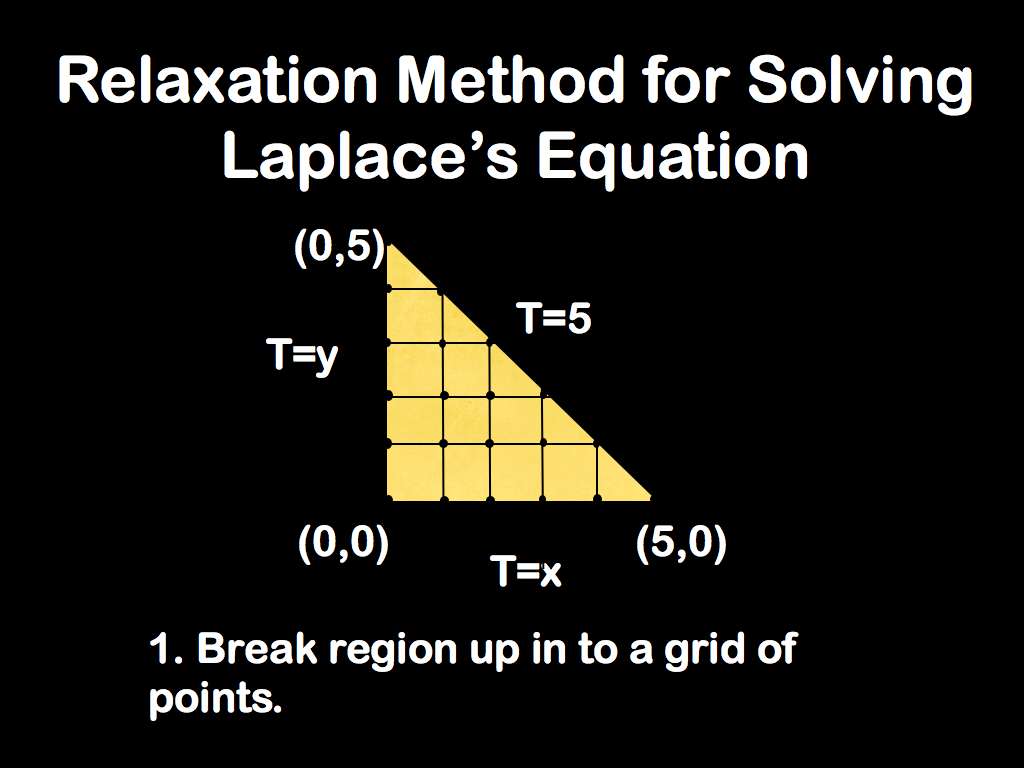 Relaxation Method for Solving
Laplace’s Equation
(0,5)
T=5
T=y
(0,0)
(5,0)
T=x
1. Break region up in to a grid of
points.